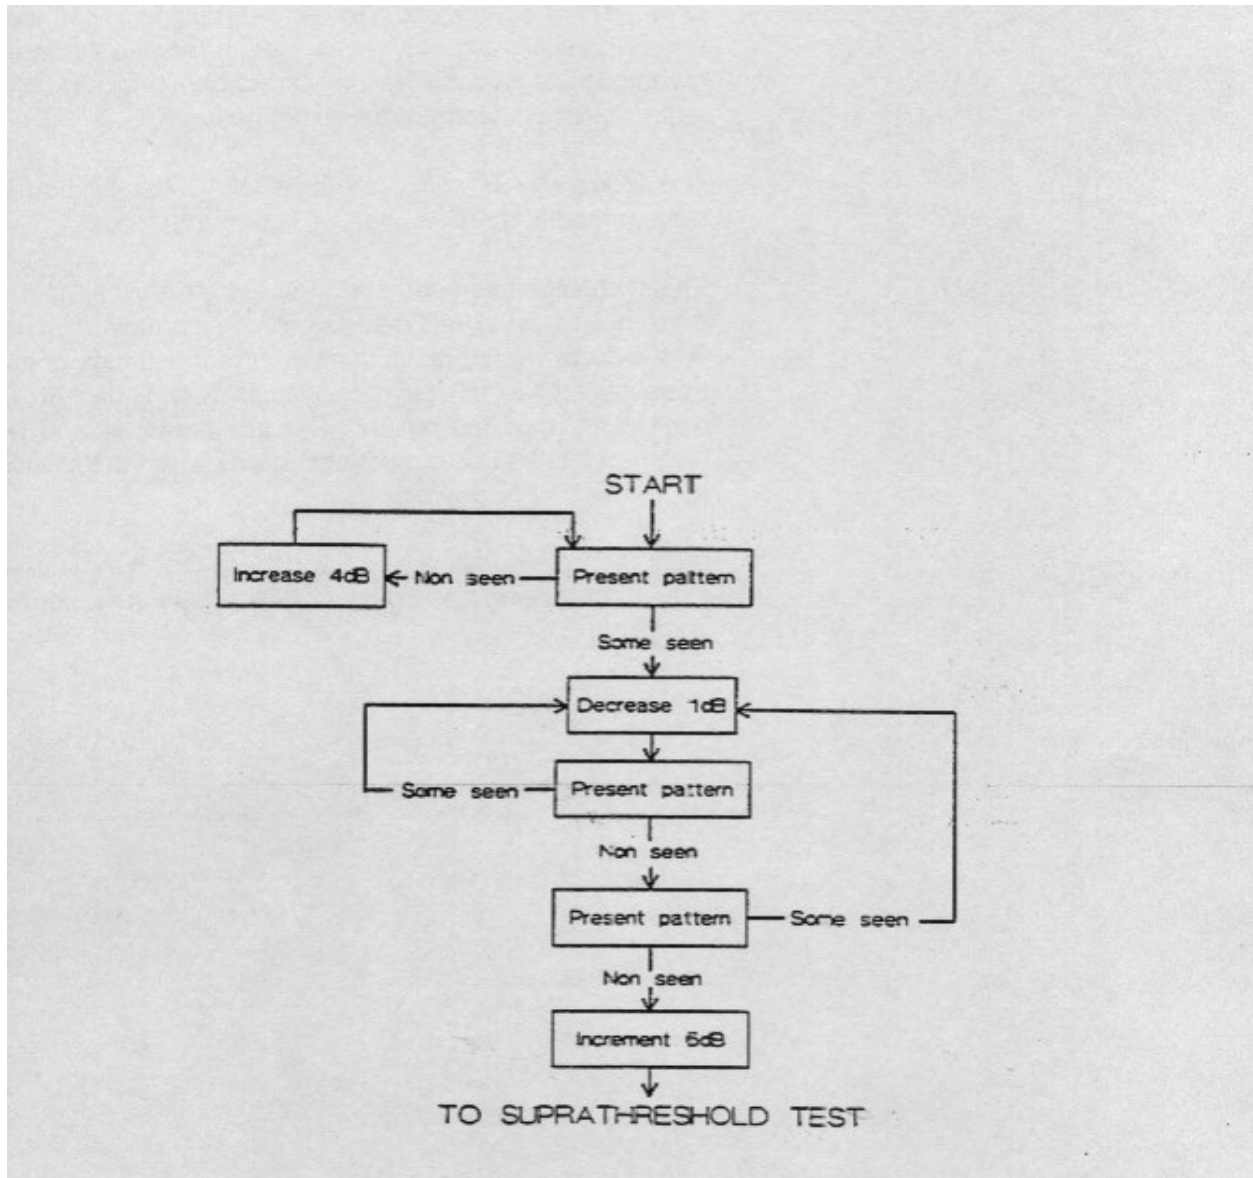 START
Increase 4dB
Non seen
Present pattern
Some seen
Decrease 1dB
Some seen
Present pattern
Non seen
Present pattern
Some seen
Non seen
Increment 6dB
TO SUPRATHRESHOLD TEST